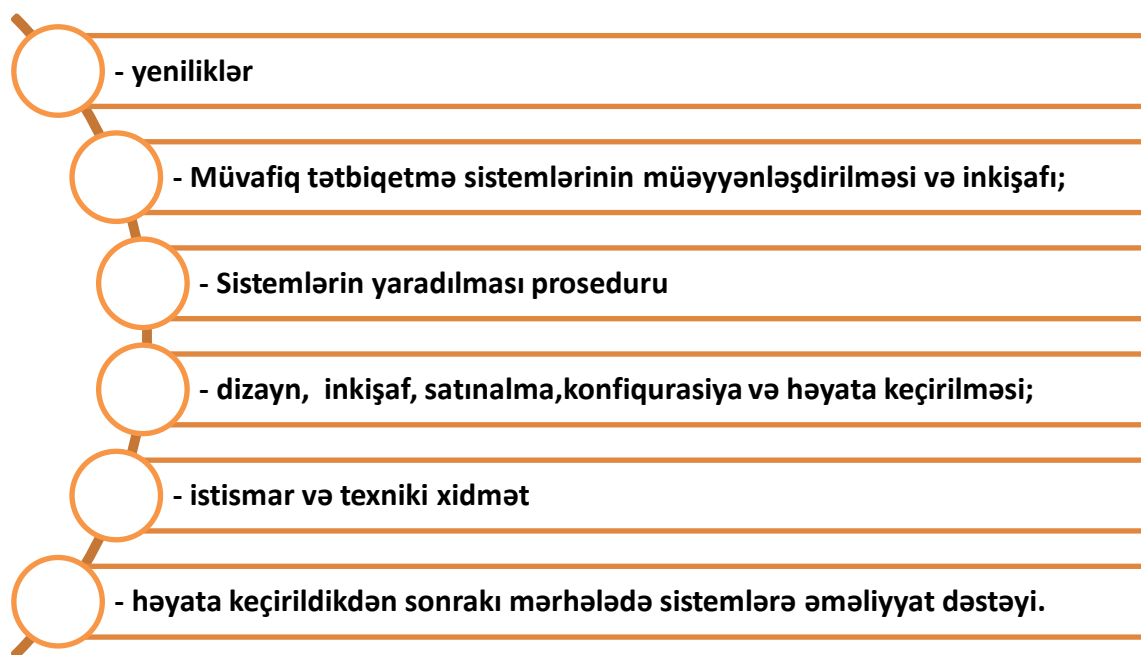 - yeniliklər
- Müvafiq tətbiqetmə sistemlərinin müəyyənləşdirilməsi və inkişafı;
- Sistemlərin yaradılması proseduru
- dizayn,  inkişaf, satınalma,konfiqurasiya və həyata keçirilməsi;
- istismar və texniki xidmət
- həyata keçirildikdən sonrakı mərhələdə sistemlərə əməliyyat dəstəyi.